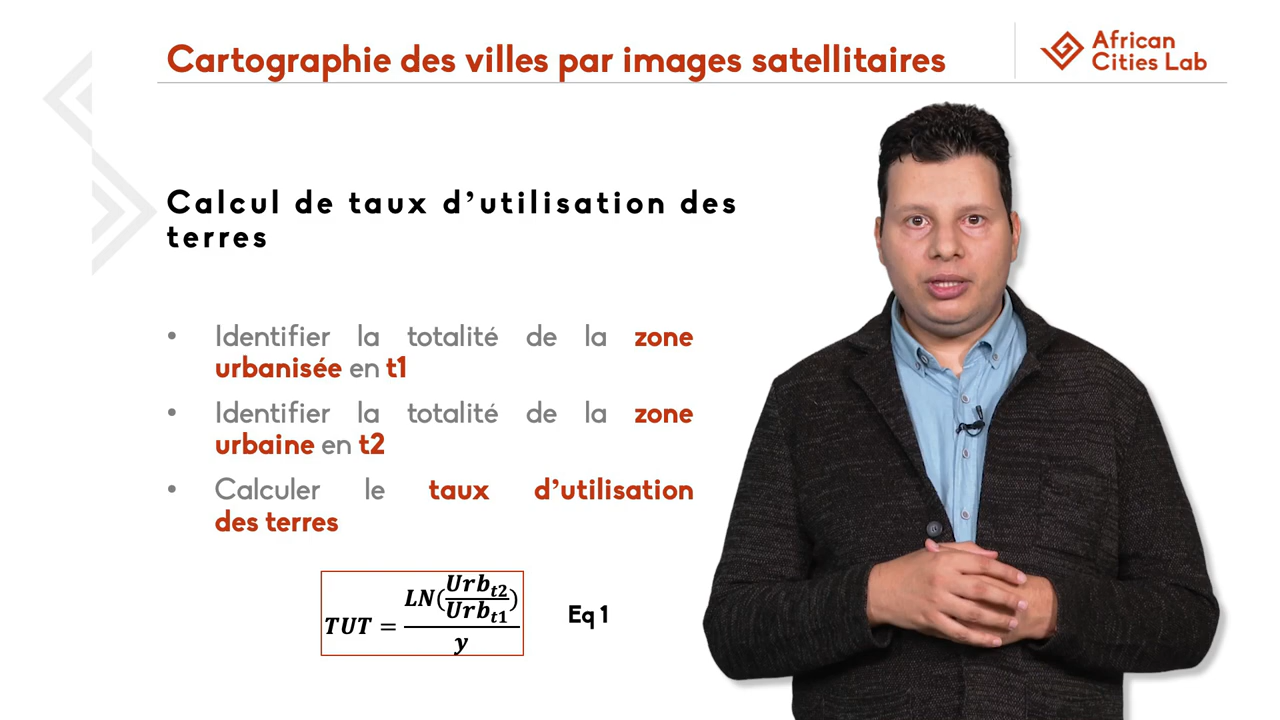 Cartographie des villes par images satellitaires
African
Cities Lab
Calcul de taux d’utilisation des
terres
• Identifier la totalité de la zone
urbanisée en t1
• Identifier la totalité de la zone
urbaine en t2
• Calculer le taux d’utilisation
des terres
TUT = LN(Urb_t2/Urb_t1)/y
Eq 1